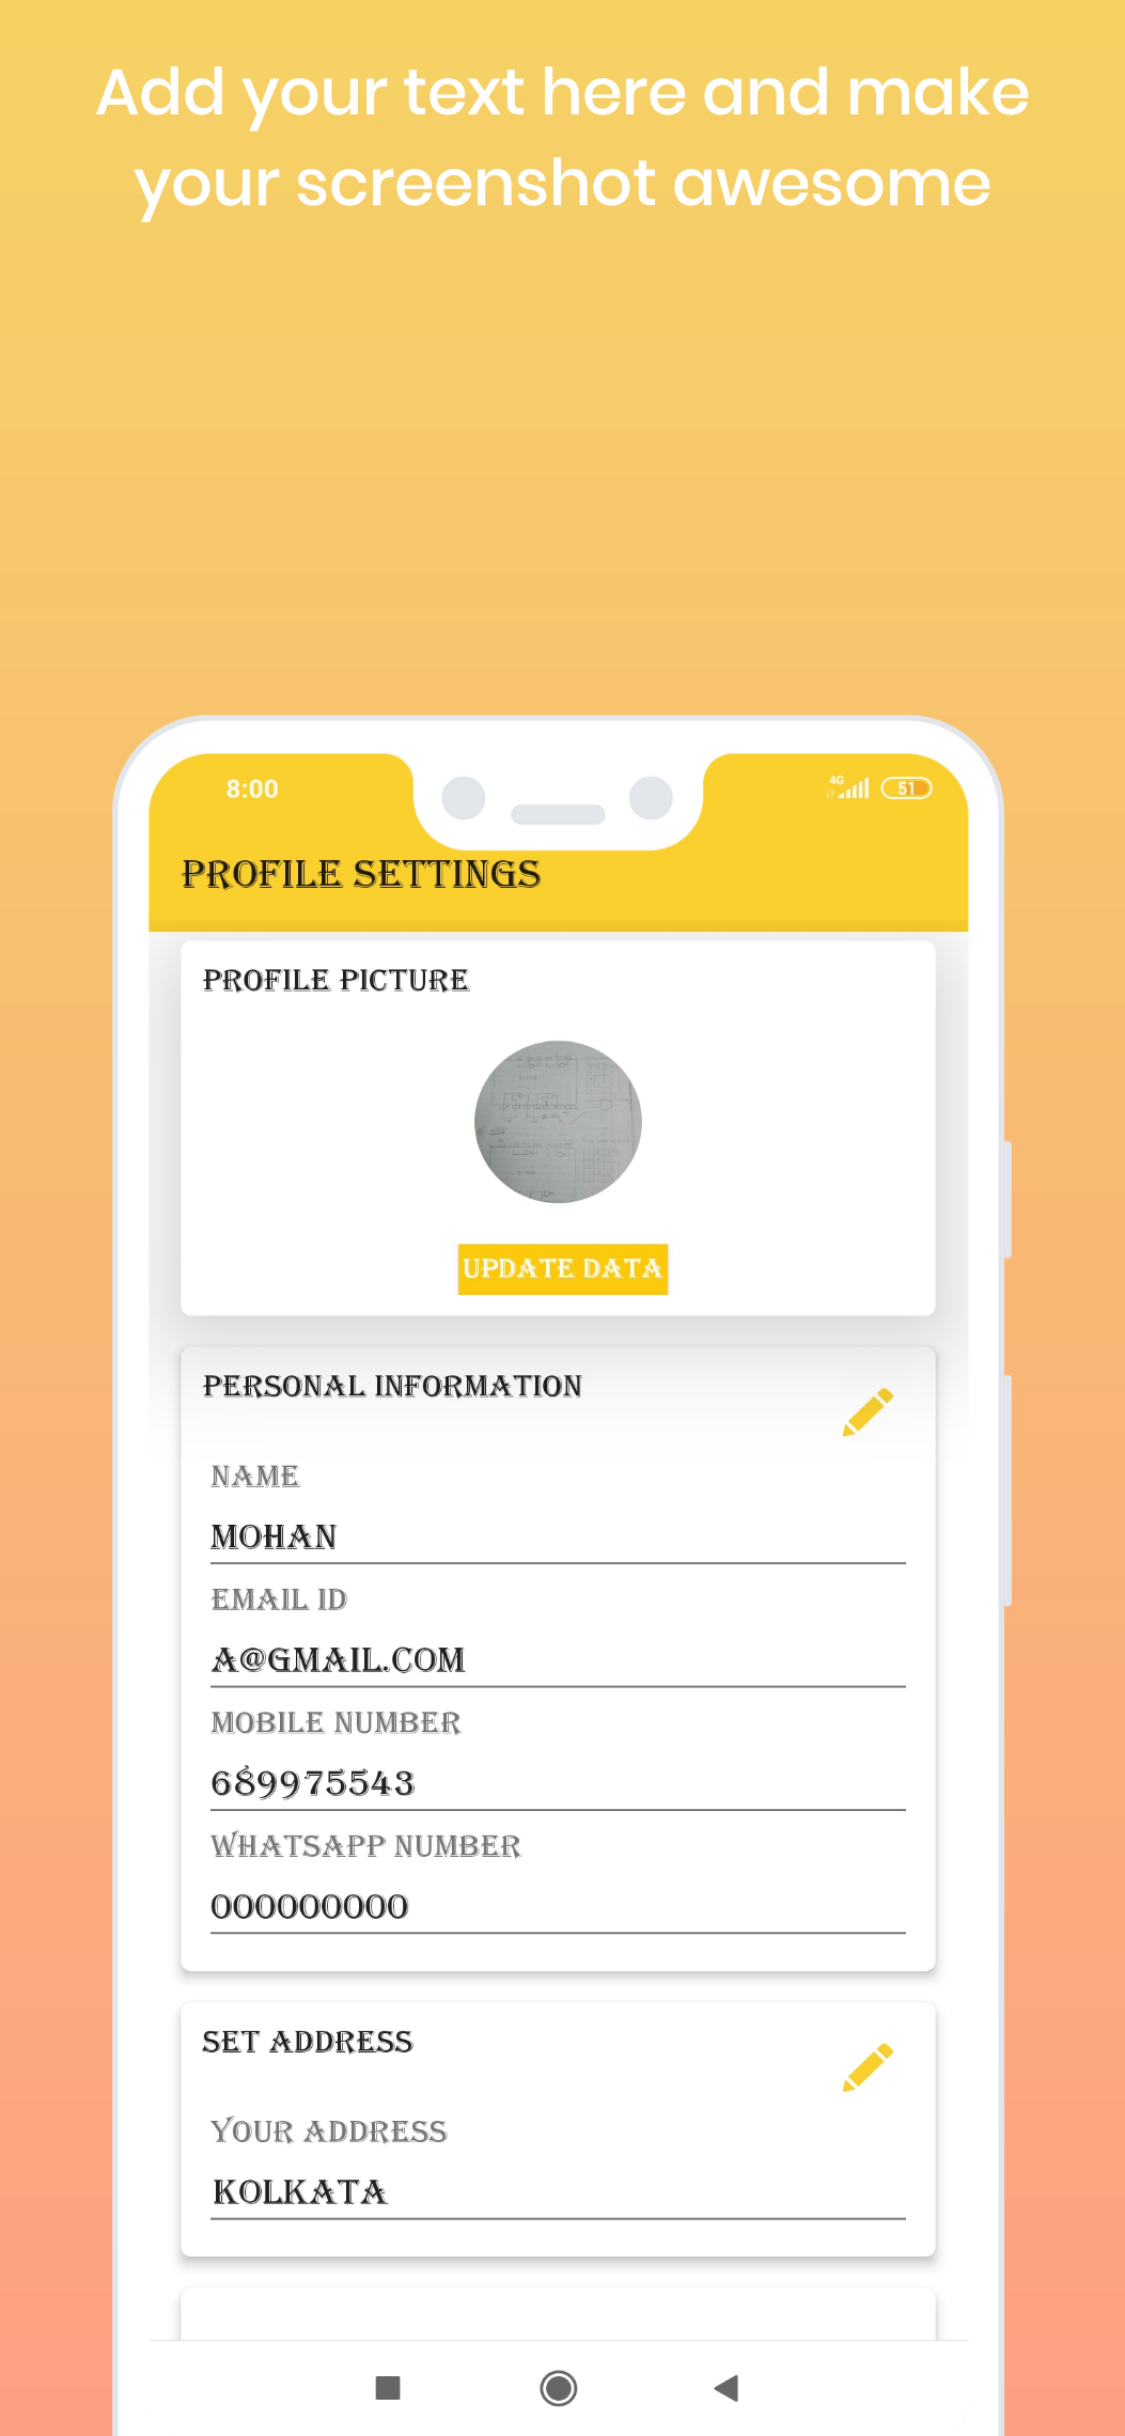 Add your text here and make
your screenshot awesome
8:00
4G
51
PROFILE SETTINGS
PROFILE PICTURE
UPDATE DATA
PERSONAL INFORMATION
NAME
MOHAN
EMAIL ID
A@GMAIL.COM
MOBILE NUMBER
689975543
WHATSAPP NUMBER
000000000
SET ADDRESS
YOUR ADDRESS
KOLKATA